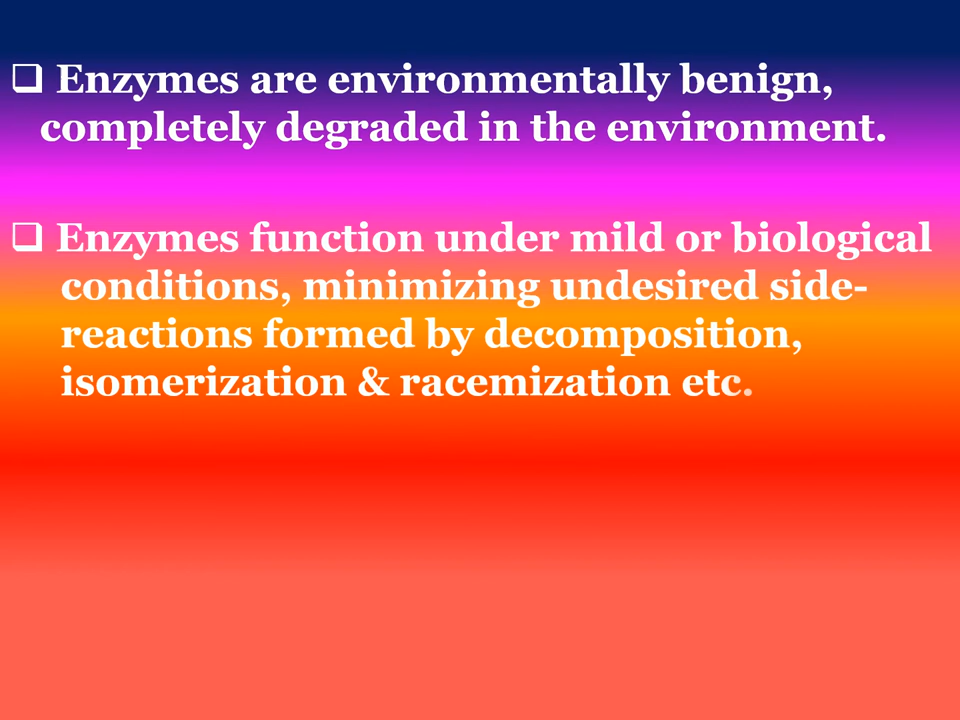 ❑ Enzymes are environmentally benign,
completely degraded in the environment.
❑ Enzymes function under mild or biological
conditions, minimizing undesired side-
reactions formed by decomposition,
isomerization & racemization etc.